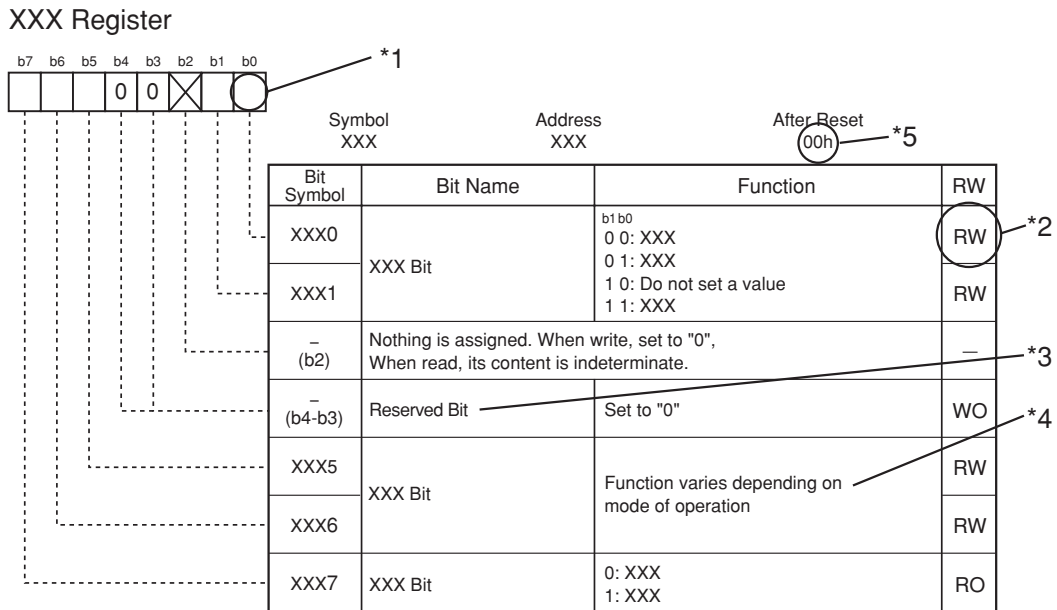 XXX Register
b7 b6 b5 b4 b3 b2 b1 b0
*1
0 0
Symbol Address After Reset
XXX XXX 00h *5
Bit Symbol Bit Name Function RW
XXX0 XXX Bit b1 b0 RW *2
0 0: XXX
0 1: XXX
XXX1 1 0: Do not set a value RW
1 1: XXX
– Nothing is assigned. When write, set to "0", –
(b2) When read, its content is indeterminate.
*3
– Reserved Bit Set to "0" WO
(b4-b3)
*4
XXX5 XXX Bit Function varies depending on RW
mode of operation
XXX6 RW
XXX7 XXX Bit 0: XXX RO
1: XXX